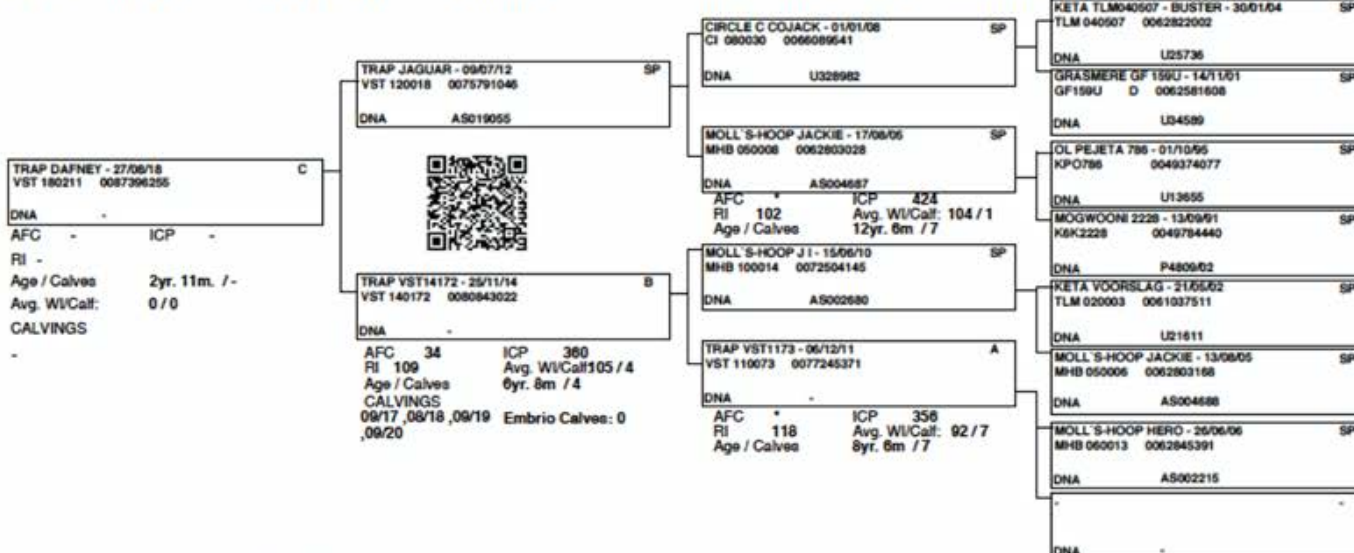 TRAP DAFNEY - 27/08/18 C
VST 180211 0087396255
DNA -
AFC - ICP -
RI -
Age / Calves 2yr. 11m. / -
Avg. WI/Calf: 0 / 0
CALVINGS
-
TRAP JAGUAR - 09/07/12 SP
VST 120018 0075791046
DNA AS019055
TRAP VST14172 - 25/11/14 B
VST 140172 0080843022
DNA -
AFC 34 ICP 360
RI 109 Avg. WI/Calf:105 / 4
Age / Calves 6yr. 8m / 4
CALVINGS
09/17 ,08/18 ,09/19 Embrio Calves: 0
,09/20
CIRCLE C COJACK - 01/01/08 SP
CI 080030 0066089541
DNA U328982
MOLL`S-HOOP JACKIE - 17/08/05 SP
MHB 050008 0062803028
DNA AS004687
AFC * ICP 424
RI 102 Avg. WI/Calf: 104 / 1
Age / Calves 12yr. 6m / 7
MOLL`S-HOOP J I - 15/06/10 SP
MHB 100014 0072504145
DNA AS002680
TRAP VST1173 - 06/12/11 A
VST 110073 0077245371
DNA -
AFC * ICP 356
RI 118 Avg. WI/Calf: 92 / 7
Age / Calves 8yr. 6m / 7
KETA TLM040507 - BUSTER - 30/01/04 SP
TLM 040507 0062822002
DNA U25736
GRASMERE GF 159U - 14/11/01 SP
GF159U D 0062581608
DNA U34589
OL PEJETA 786 - 01/10/95 SP
KPO786 0049374077
DNA U13655
MOGWOONI 2228 - 13/09/91 SP
K6K2228 0049784440
DNA P4809/02
KETA VOORSLAG - 21/05/02 SP
TLM 020003 0061037511
DNA U21611
MOLL`S-HOOP JACKIE - 13/08/05 SP
MHB 050006 0062803168
DNA AS004688
MOLL`S-HOOP HERO - 26/06/06 SP
MHB 060013 0062845391
DNA AS002215
- -
DNA -